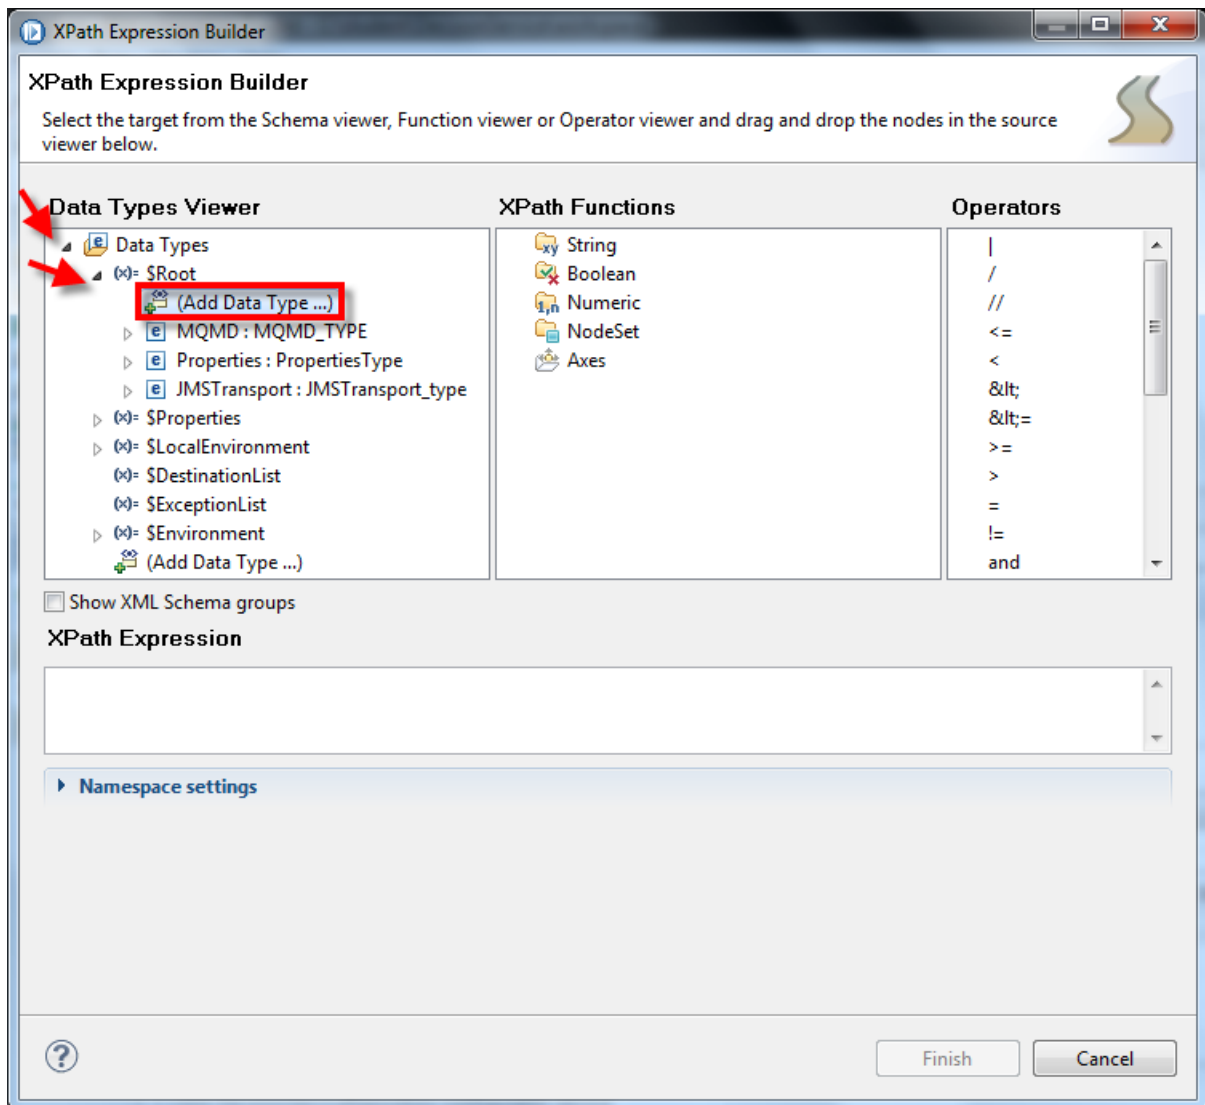 XPath Expression Builder
XPath Expression Builder
Select the target from the Schema viewer, Function viewer or Operator viewer and drag and drop the nodes in the source
viewer below.
Data Types Viewer
Data Types
(x)= $Root
(Add Data Type ...)
MQMD : MQMD_TYPE
Properties : PropertiesType
JMSTransport : JMSTransport_type
(x)= $Properties
(x)= $LocalEnvironment
(x)= $DestinationList
(x)= $ExceptionList
(x)= $Environment
(Add Data Type ...)
XPath Functions
String
Boolean
Numeric
NodeSet
Axes
Operators
|
/
//
<=
<
&lt;
&lt;=
>=
>
=
!=
and
Show XML Schema groups
XPath Expression
Namespace settings
?
Finish
Cancel